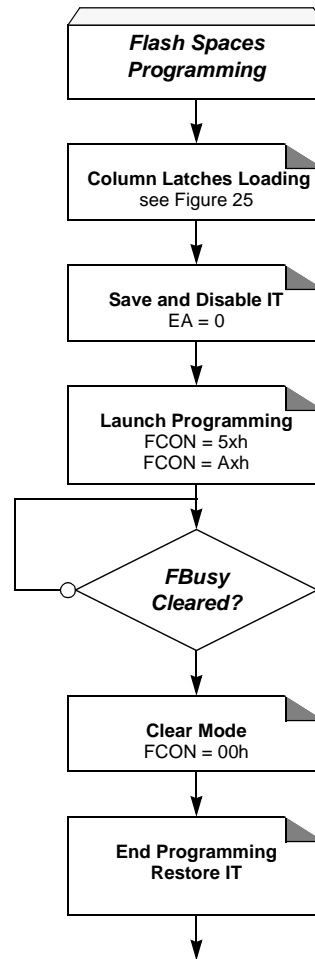 Flash Spaces
Programming
Column Latches Loading
see Figure 25
Save and Disable IT
EA = 0
Launch Programming
FCON = 5xh
FCON = Axh
FBusy
Cleared?
Clear Mode
FCON = 00h
End Programming
Restore IT